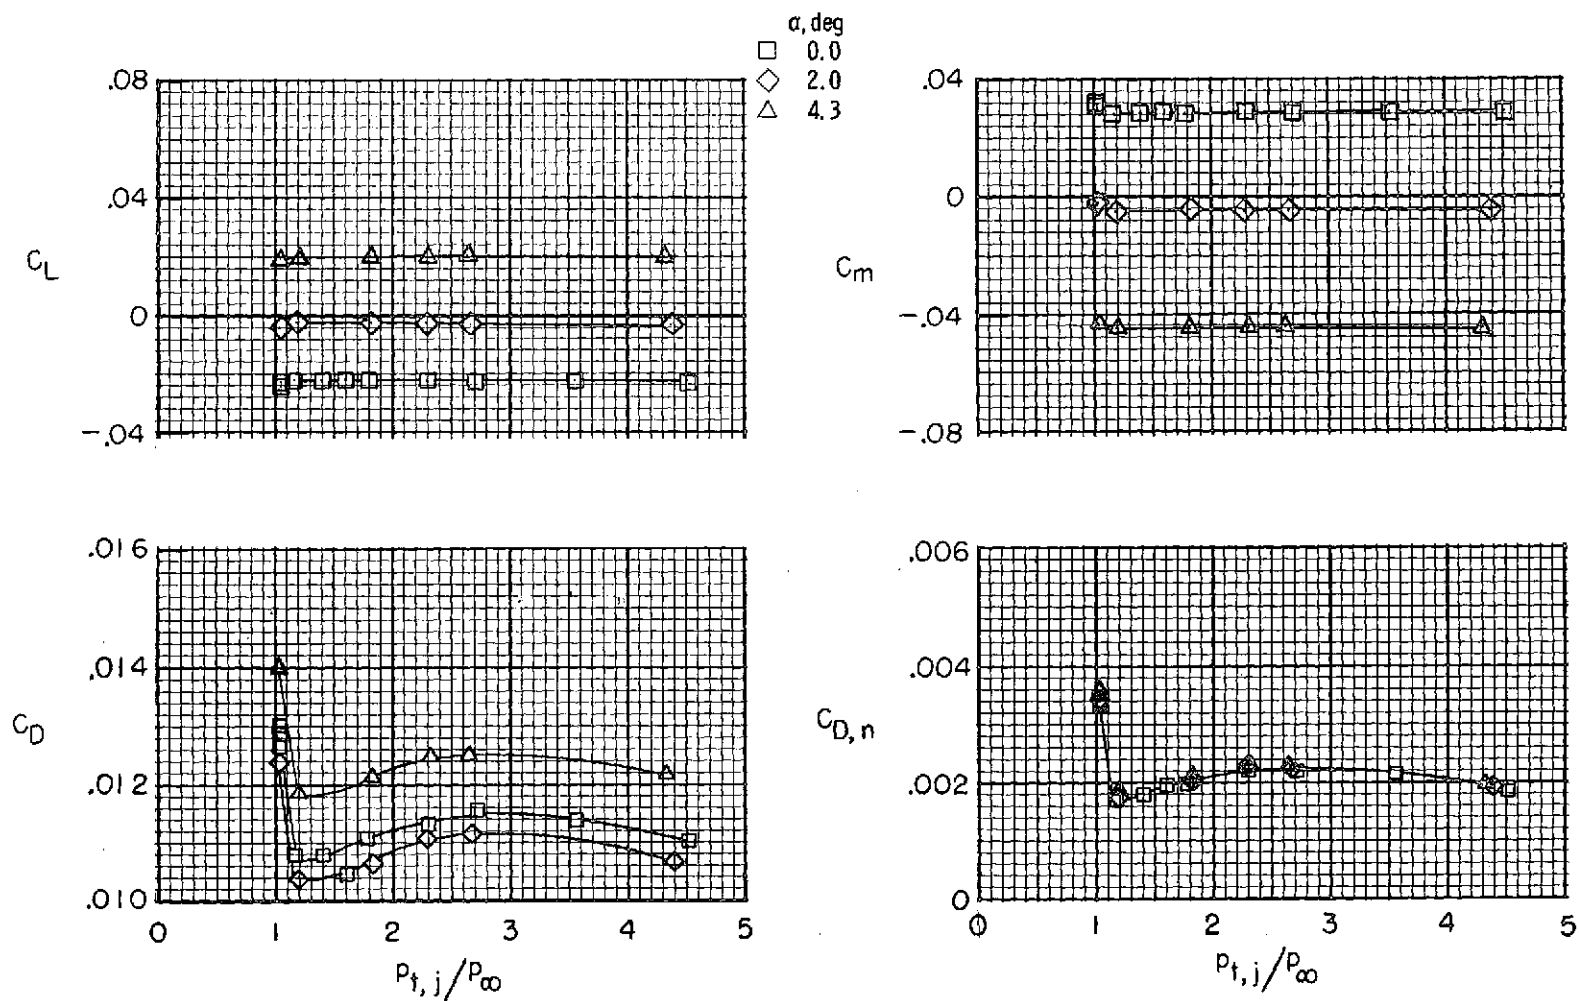 α, deg
0.0
2.0
4.3
.08
.04
0
-.04
C_L
.04
0
-.04
-.08
C_m
.016
.014
.012
.010
C_D
0 1 2 3 4 5
p_t,j/p_∞
.006
.004
.002
0
C_D,n
0 1 2 3 4 5
p_t,j/p_∞